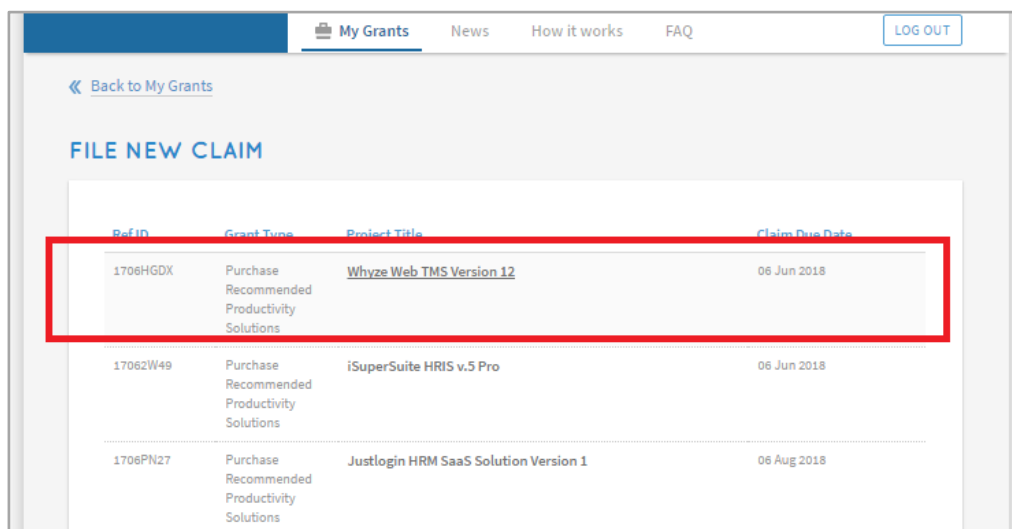 My Grants News How it works FAQ LOG OUT
Back to My Grants
FILE NEW CLAIM
Ref ID Grant Type Project Title Claim Due Date
1706HGDX Purchase Whyze Web TMS Version 12 06 Jun 2018
Recommended
Productivity
Solutions
17062W49 Purchase iSuperSuite HRIS v.5 Pro 06 Jun 2018
Recommended
Productivity
Solutions
1706PN27 Purchase Justlogin HRM SaaS Solution Version 1 06 Aug 2018
Recommended
Productivity
Solutions